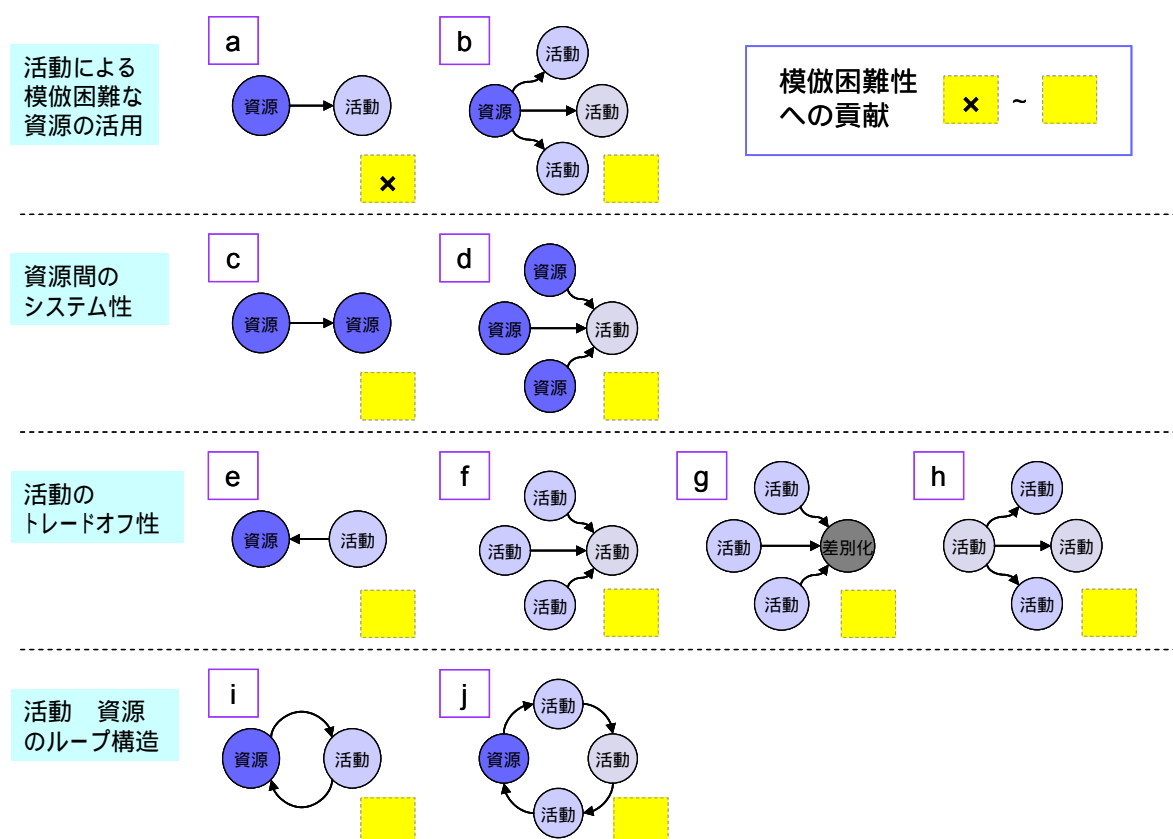 活動による
模倣困難な
資源の活用
a
資源
活動
×
b
資源
活動
活動
活動
模倣困難性
への貢献
×
~
資源間の
システム性
c
資源
資源
d
資源
資源
資源
活動
活動の
トレードオフ性
e
資源
活動
f
活動
活動
活動
活動
g
活動
活動
活動
差別化
h
活動
活動
活動
活動
活動　資源
のループ構造
i
資源
活動
j
活動
資源
活動
活動